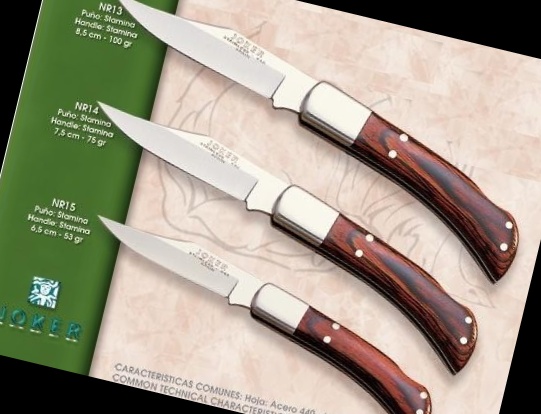 NR13
Puño: Stamina
Handle: Stamina
8,5 cm - 100 gr
JOKER
NR14
Puño: Stamina
Handle: Stamina
7,5 cm - 75 gr
JOKER
NR15
Puño: Stamina
Handle: Stamina
6,5 cm - 53 gr
JOKER
JOKER
CARACTERISTICAS COMUNES: Hoja: Acero 440
COMMON TECHNICAL